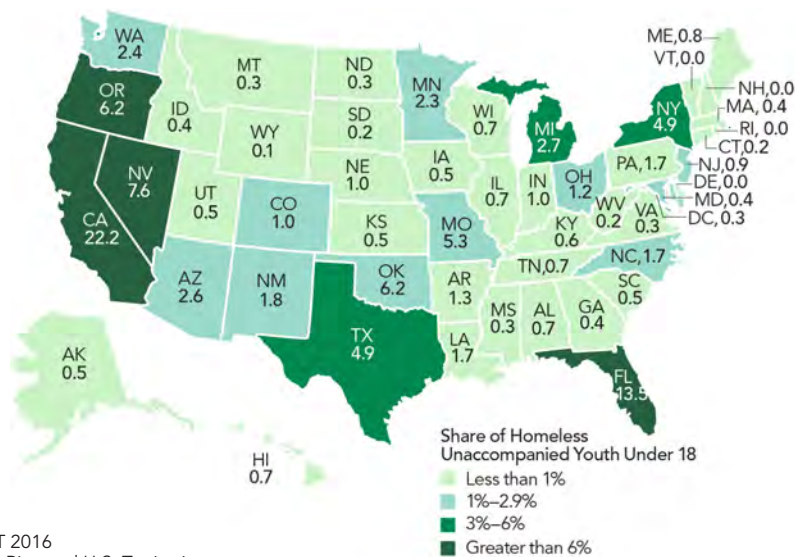 WA
2.4
OR
6.2
CA
22.2
NV
7.6
ID
0.4
MT
0.3
WY
0.1
UT
0.5
AZ
2.6
CO
1.0
NM
1.8
ND
0.3
SD
0.2
NE
1.0
KS
0.5
OK
6.2
TX
4.9
MN
2.3
IA
0.5
MO
5.3
AR
1.3
LA
1.7
WI
0.7
IL
0.7
MI
2.7
IN
1.0
OH
1.2
KY
0.6
TN,0.7
MS
0.3
AL
0.7
GA
0.4
FL
13.5
SC
0.5
NC,1.7
VA
0.3
WV
0.2
PA,1.7
NY
4.9
ME,0.8
VT,0.0
NH,0.0
MA, 0.4
RI, 0.0
CT,0.2
NJ,0.9
DE,0.0
MD,0.4
DC, 0.3
AK
0.5
HI
0.7
Share of Homeless
Unaccompanied Youth Under 18
Less than 1%
1%–2.9%
3%–6%
Greater than 6%
T 2016